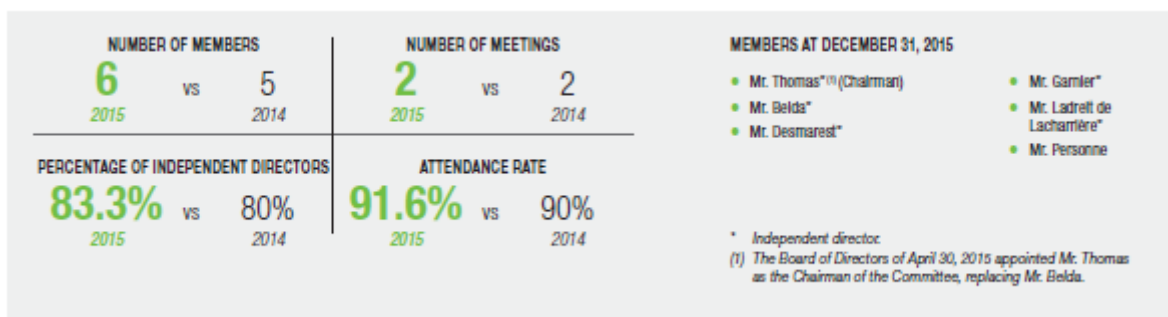 NUMBER OF MEMBERS
6 vs 5
2015 2014
NUMBER OF MEETINGS
2 vs 2
2015 2014
PERCENTAGE OF INDEPENDENT DIRECTORS
83.3% vs 80%
2015 2014
ATTENDANCE RATE
91.6% vs 90%
2015 2014
MEMBERS AT DECEMBER 31, 2015
• Mr. Thomas*(1) (Chairman)
• Mr. Belda*
• Mr. Desmarest*
• Mr. Garnier*
• Mr. Ladreit de
Lacharrière*
• Mr. Personne
* Independent director.
(1) The Board of Directors of April 30, 2015 appointed Mr. Thomas
as the Chairman of the Committee, replacing Mr. Belda.